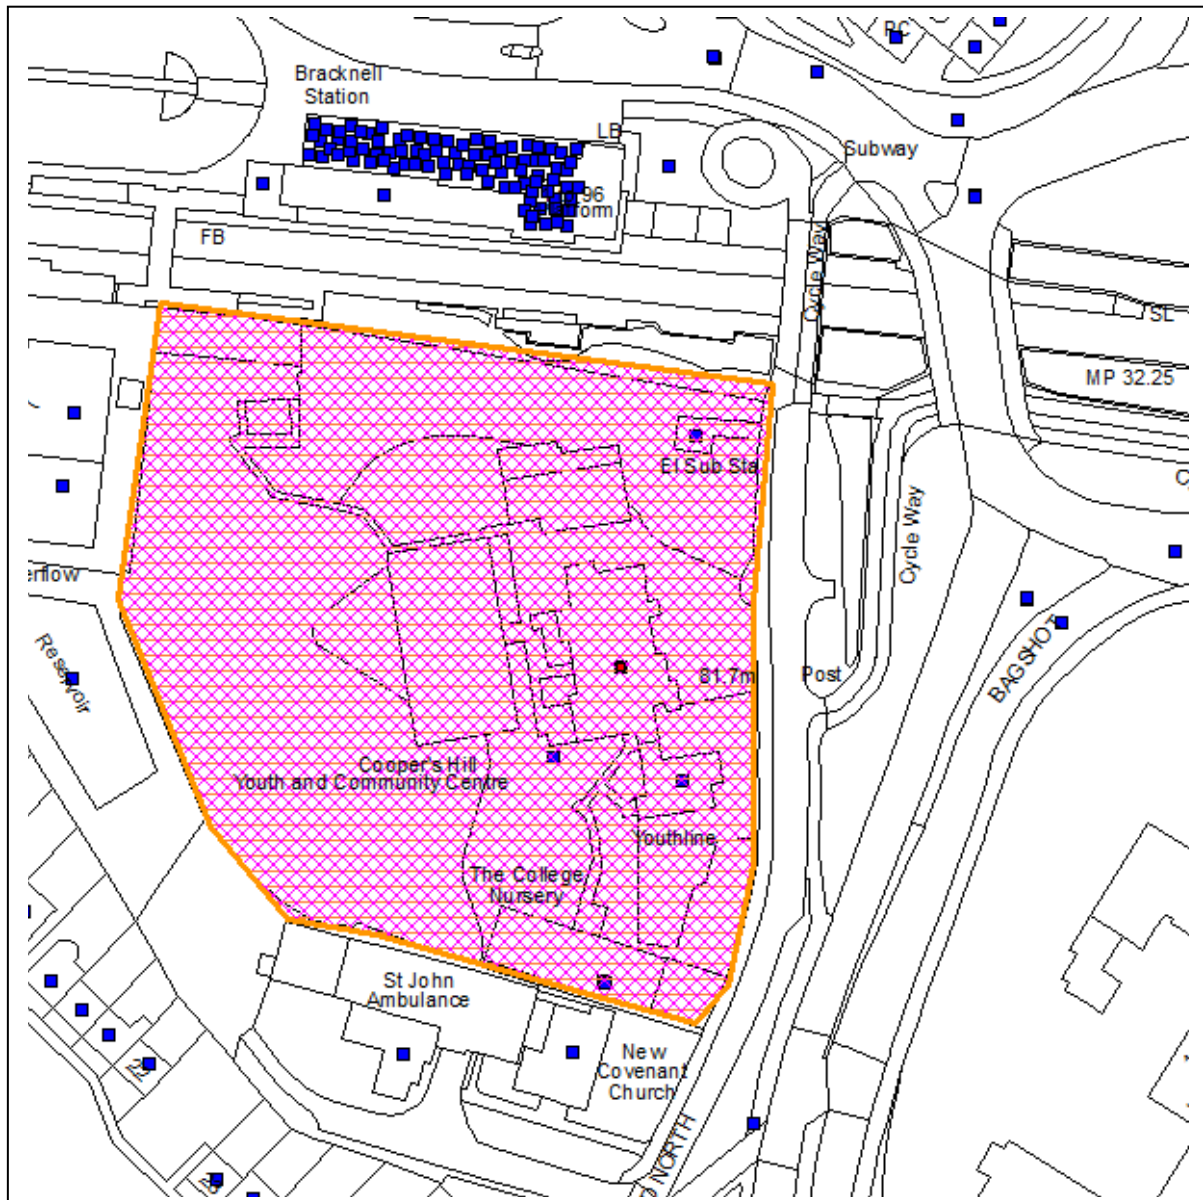 PC
Bracknell
Station
LB
Subway
96
FB
Cycle Way
SL
MP 32.25
El Sub Sta
Cycle Way
Reservoir
BAGSHOT
81.7m
Post
Cooper's Hill
Youth and Community Centre
Youthline
The College
Nursery
St John
Ambulance
New
Covenant
Church
22
NORTH